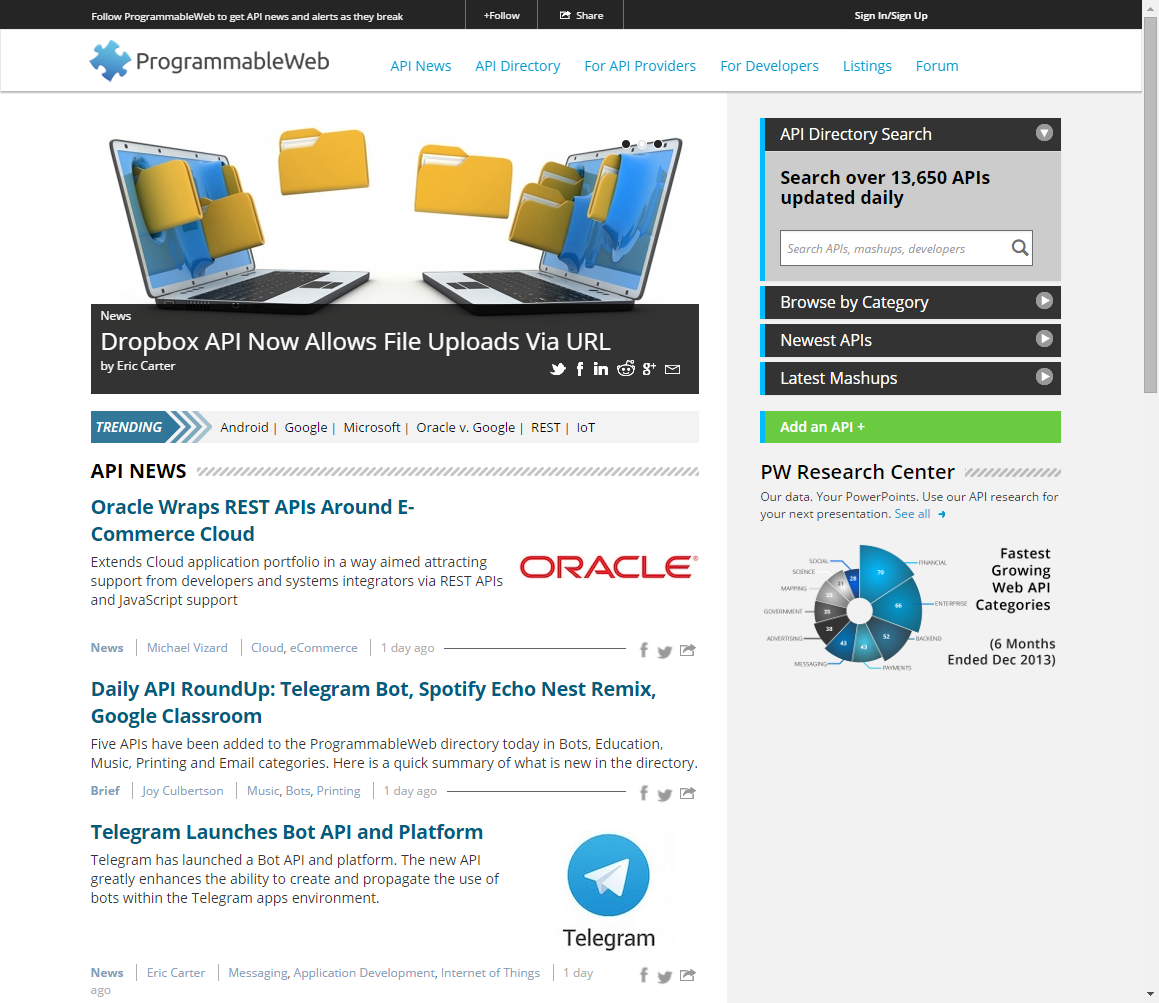 Follow ProgrammableWeb to get API news and alerts as they break
+Follow
Share
Sign In/Sign Up
ProgrammableWeb
API News
API Directory
For API Providers
For Developers
Listings
Forum
News
Dropbox API Now Allows File Uploads Via URL
by Eric Carter
TRENDING
Android | Google | Microsoft | Oracle v. Google | REST | IoT
API NEWS
Oracle Wraps REST APIs Around E-
Commerce Cloud
Extends Cloud application portfolio in a way aimed attracting
support from developers and systems integrators via REST APIs
and JavaScript support
ORACLE®
News | Michael Vizard | Cloud, eCommerce | 1 day ago
Daily API RoundUp: Telegram Bot, Spotify Echo Nest Remix,
Google Classroom
Five APIs have been added to the ProgrammableWeb directory today in Bots, Education,
Music, Printing and Email categories. Here is a quick summary of what is new in the directory.
Brief | Joy Culbertson | Music, Bots, Printing | 1 day ago
Telegram Launches Bot API and Platform
Telegram has launched a Bot API and platform. The new API
greatly enhances the ability to create and propagate the use of
bots within the Telegram apps environment.
Telegram
News | Eric Carter | Messaging, Application Development, Internet of Things | 1 day
ago
API Directory Search
Search over 13,650 APIs
updated daily
Search APIs, mashups, developers
Browse by Category
Newest APIs
Latest Mashups
Add an API +
PW Research Center
Our data. Your PowerPoints. Use our API research for
your next presentation. See all
Fastest
Growing
Web API
Categories
(6 Months
Ended Dec 2013)
SOCIAL
28
FINANCIAL
70
SCIENCE
31
MAPPING
35
ENTERPRISE
66
GOVERNMENT
35
ADVERTISING
38
BACKEND
52
MESSAGING
43
PAYMENTS
43